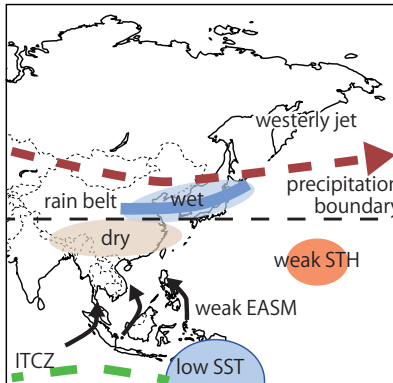 westerly jet
rain belt
wet
precipitation
boundary
dry
weak STH
weak EASM
ITCZ
low SST